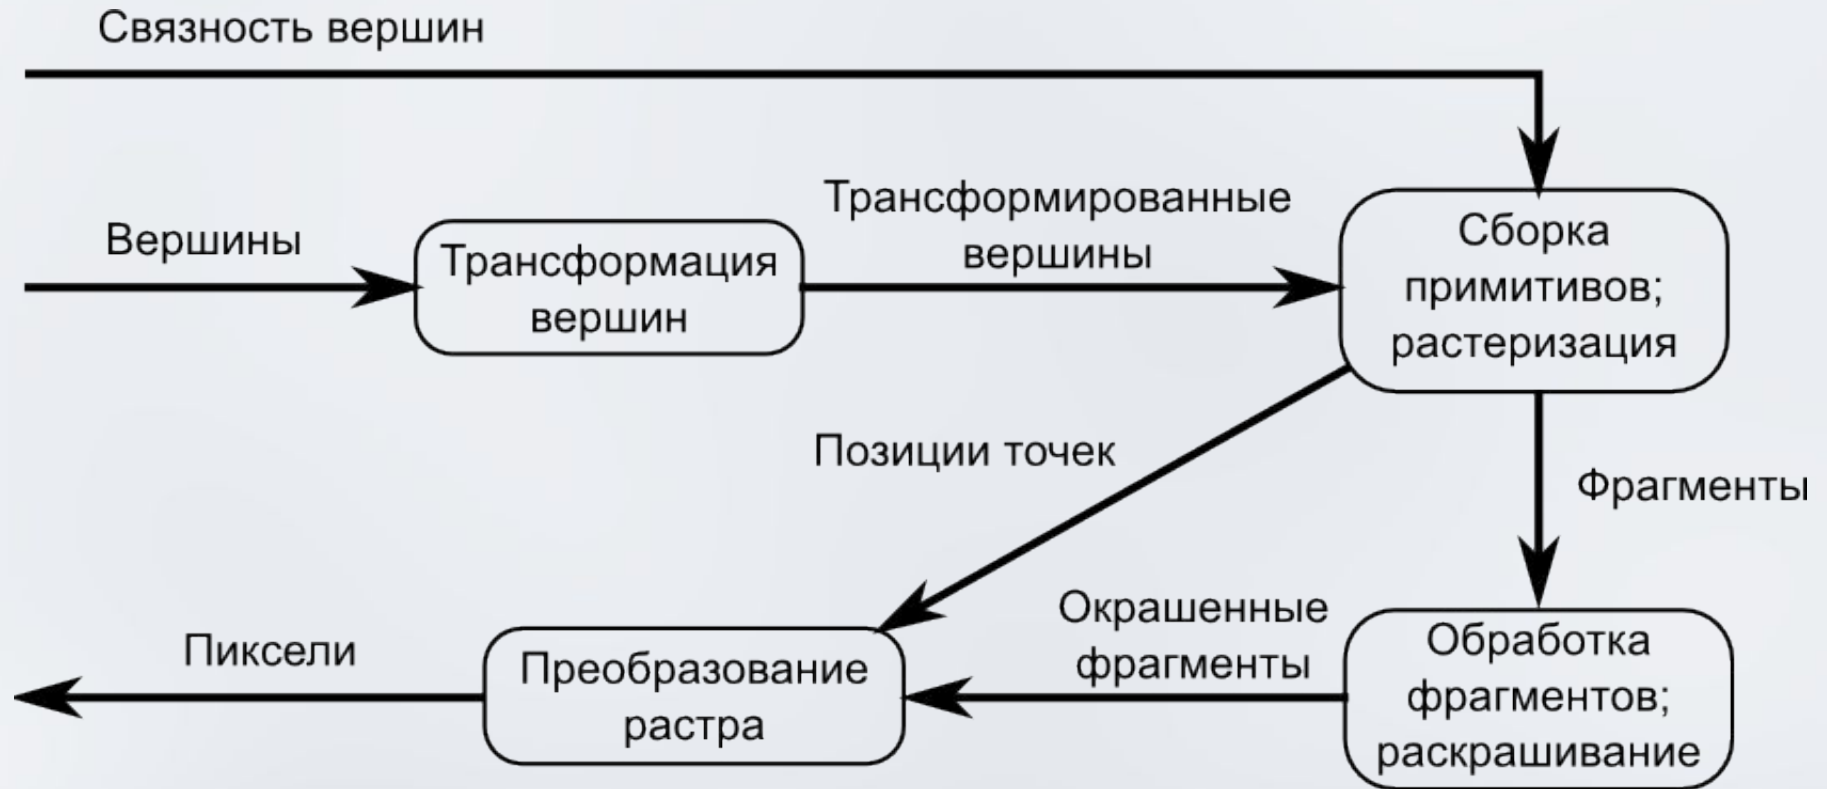 Связность вершин
Вершины
Трансформация
вершин
Трансформированные
вершины
Сборка
примитивов;
растеризация
Позиции точек
Фрагменты
Обработка
фрагментов;
раскрашивание
Окрашенные
фрагменты
Преобразование
растра
Пиксели